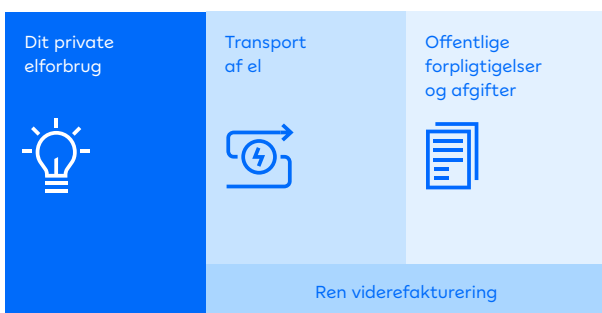 Dit private
elforbrug
Transport
af el
Offentlige
forpligtigelser
og afgifter
Ren viderefakturering